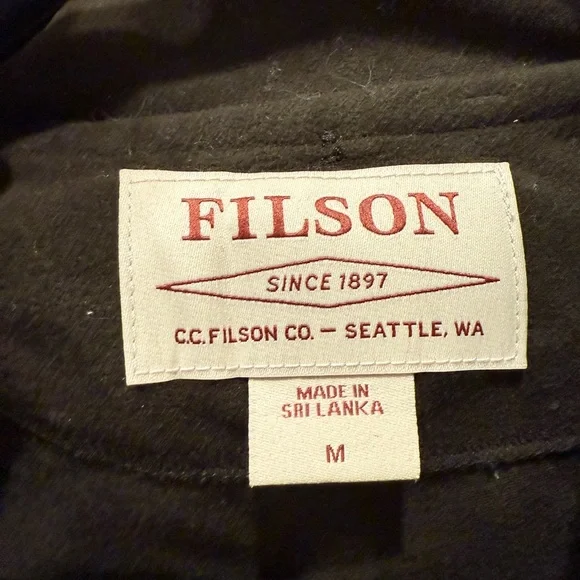 FILSON
SINCE 1897
C.C. FILSON CO. — SEATTLE, WA
MADE IN
SRI LANKA
M